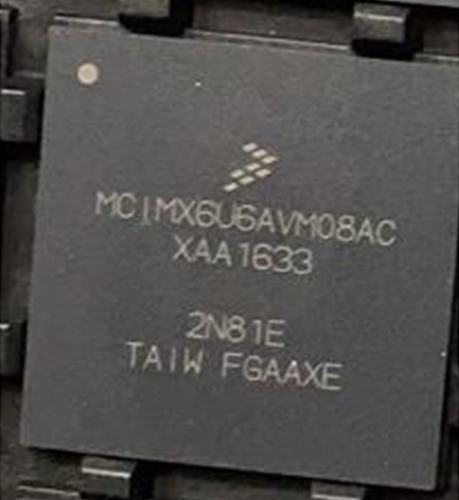 MCIMX6U6AVM08AC
XAA1633
2N81E
TAIW FGAAXE